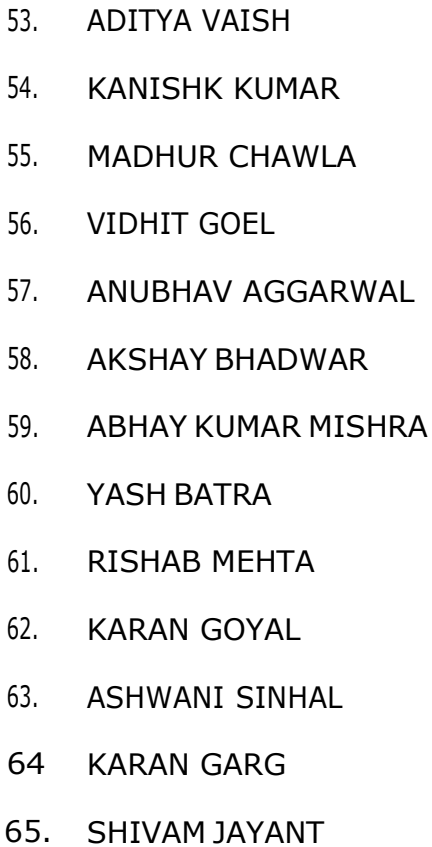 53. ADITYA VAISH
54. KANISHK KUMAR
55. MADHUR CHAWLA
56. VIDHIT GOEL
57. ANUBHAV AGGARWAL
58. AKSHAY BHADWAR
59. ABHAY KUMAR MISHRA
60. YASH BATRA
61. RISHAB MEHTA
62. KARAN GOYAL
63. ASHWANI SINHAL
64 KARAN GARG
65. SHIVAM JAYANT